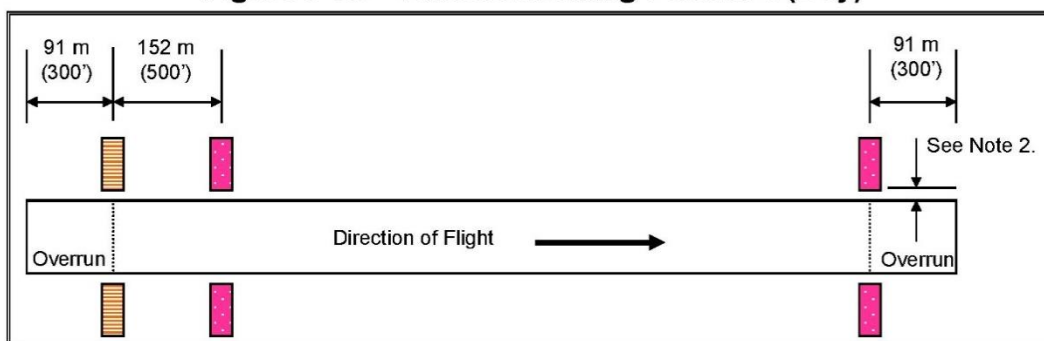 91 m
(300’)
152 m
(500’)
91 m
(300’)
See Note 2.
Direction of Flight
Overrun
Overrun